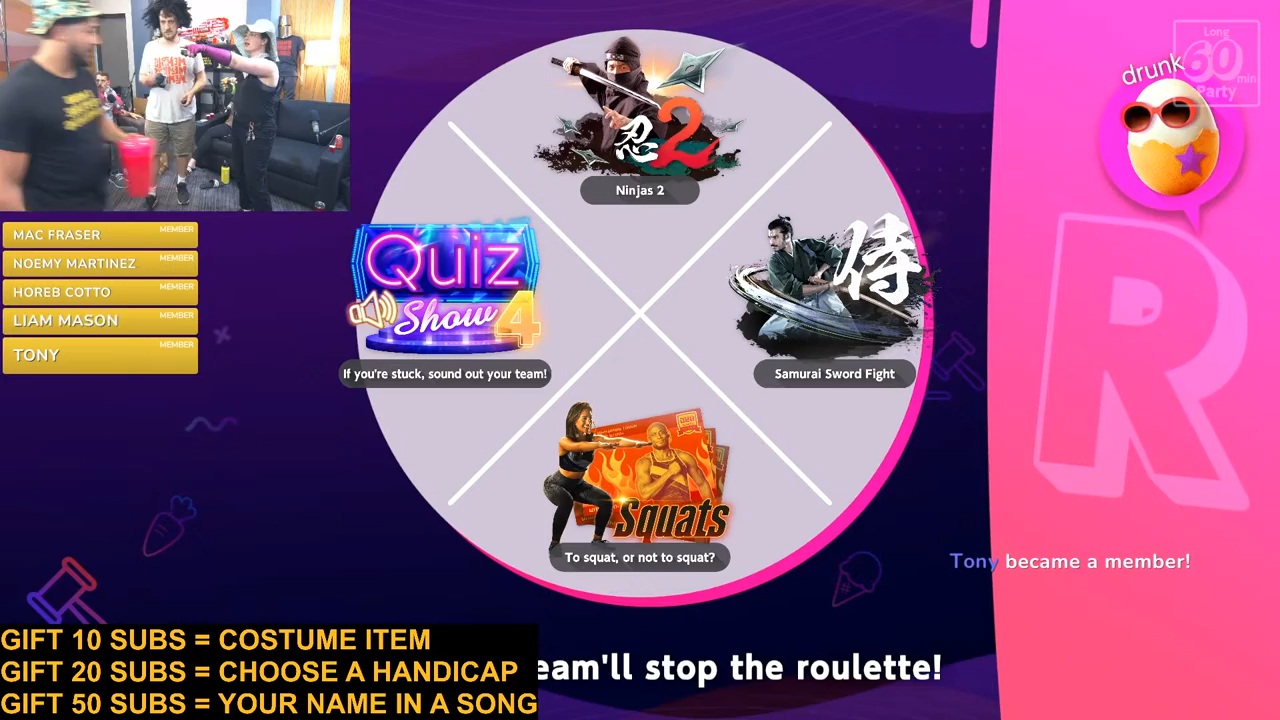 Long
60 min
Party
drunk
忍2
Ninjas 2
MAC FRASER MEMBER
NOEMY MARTINEZ MEMBER
HOREB COTTO MEMBER
LIAM MASON MEMBER
TONY MEMBER
Quiz
Show 4
If you're stuck, sound out your team!
侍
Samurai Sword Fight
R
Squats
To squat, or not to squat?
Tony became a member!
GIFT 10 SUBS = COSTUME ITEM
GIFT 20 SUBS = CHOOSE A HANDICAP
GIFT 50 SUBS = YOUR NAME IN A SONG
eam'll stop the roulette!